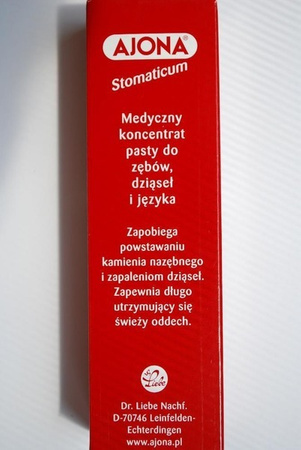 AJONA®
Stomaticum
Medyczny
koncentrat
pasty do
zębów,
dziąseł
i języka
Zapobiega
powstawaniu
kamienia nazębnego
i zapaleniom dziąseł.
Zapewnia długo
utrzymujący się
świeży oddech.
Liebe
Dr. Liebe Nachf.
D-70746 Leinfelden-
Echterdingen
www.ajona.pl